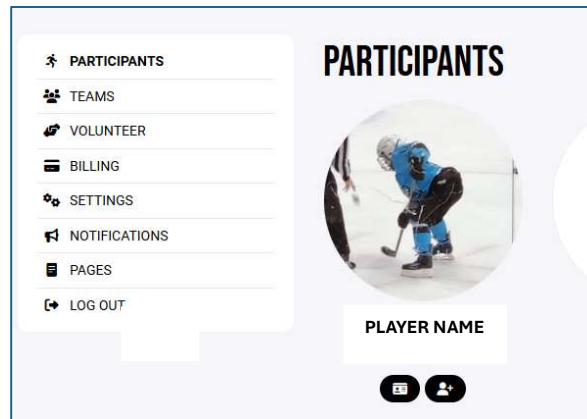 PARTICIPANTS
TEAMS
VOLUNTEER
BILLING
SETTINGS
NOTIFICATIONS
PAGES
LOG OUT
PARTICIPANTS
PLAYER NAME